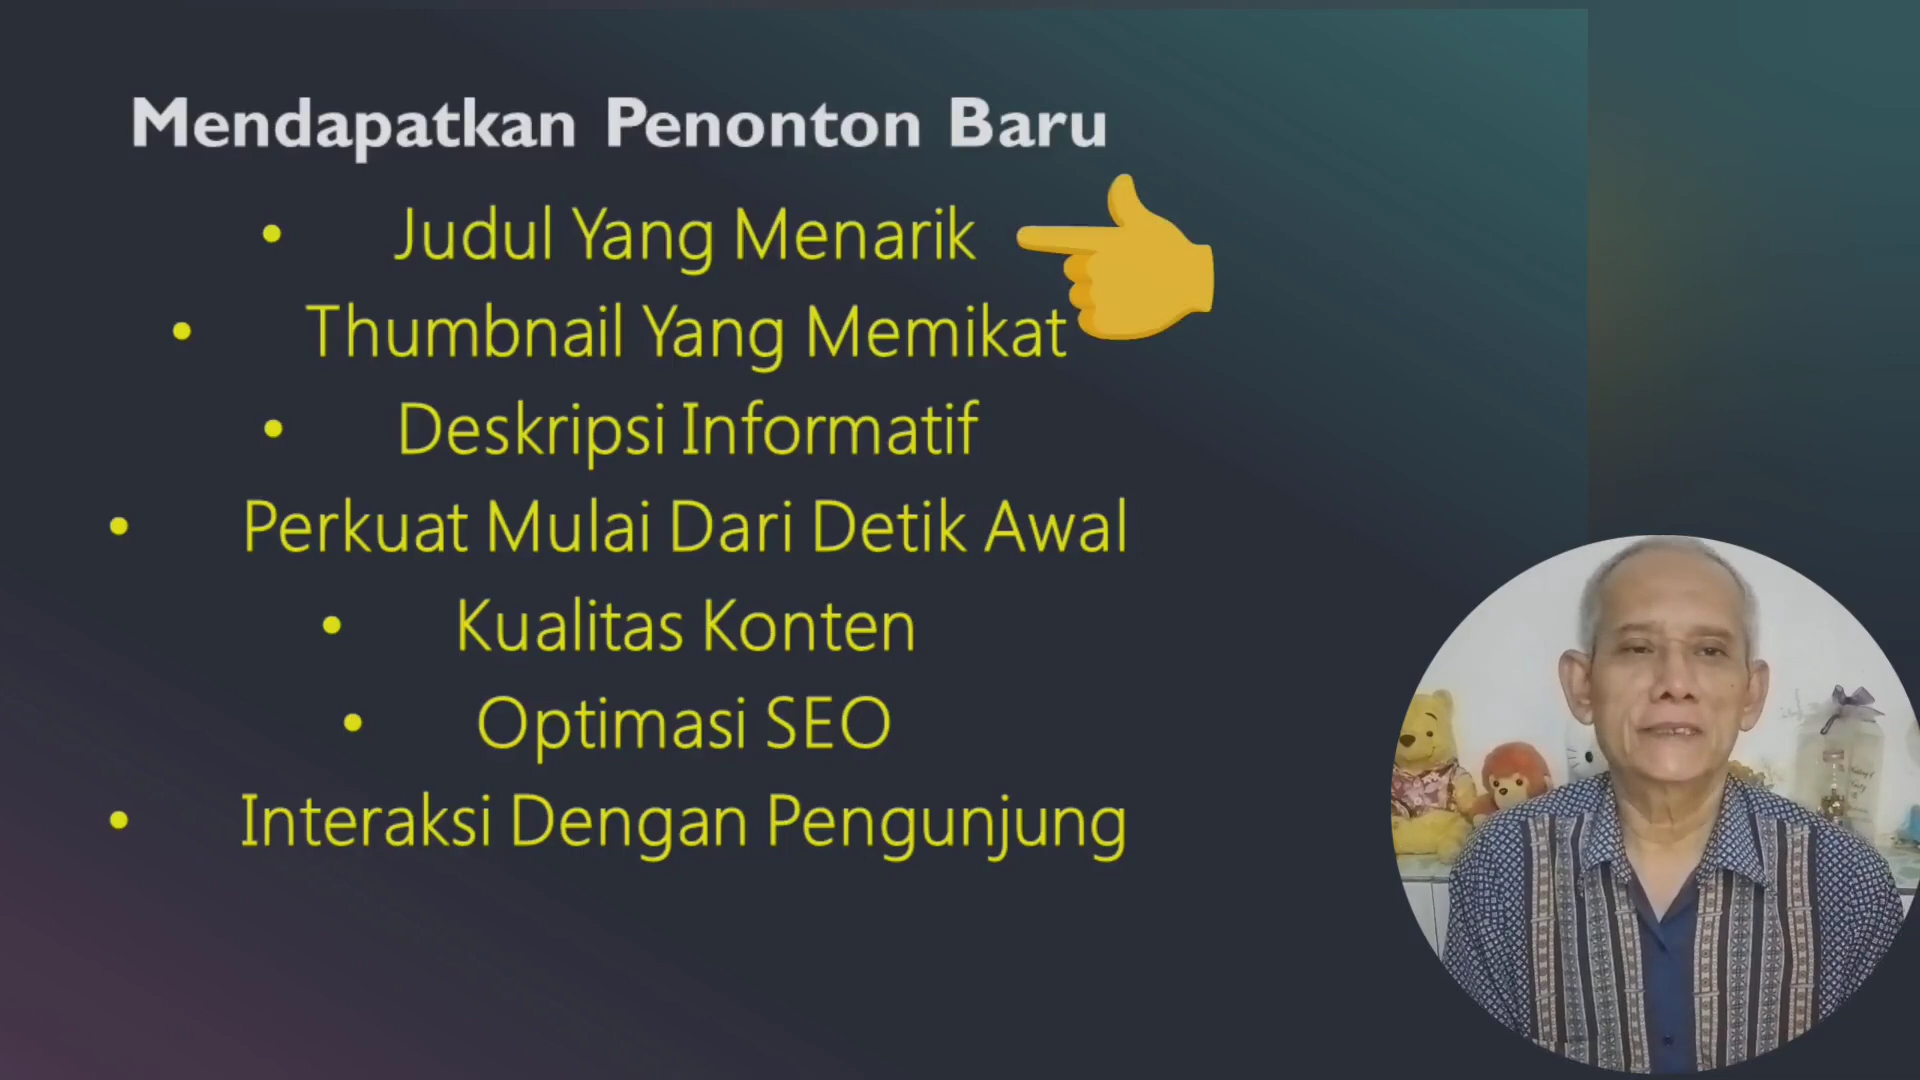 Mendapatkan Penonton Baru
• Judul Yang Menarik
• Thumbnail Yang Memikat
• Deskripsi Informatif
• Perkuat Mulai Dari Detik Awal
• Kualitas Konten
• Optimasi SEO
• Interaksi Dengan Pengunjung